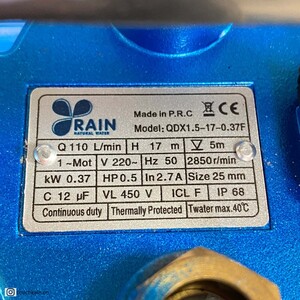 RAIN
NATURAL WATER
Made in P.R.C
Model: QDX1.5-17-0.37F
Q 110 L/min H 17 m V 5m
1~Mot V 220~ Hz 50 2850r/min
kW 0.37 HP 0.5 In 2.7A Size 25 mm
C 12 µF VL 450 V ICL F IP 68
Continuous duty Thermally Protected Twater max.40℃